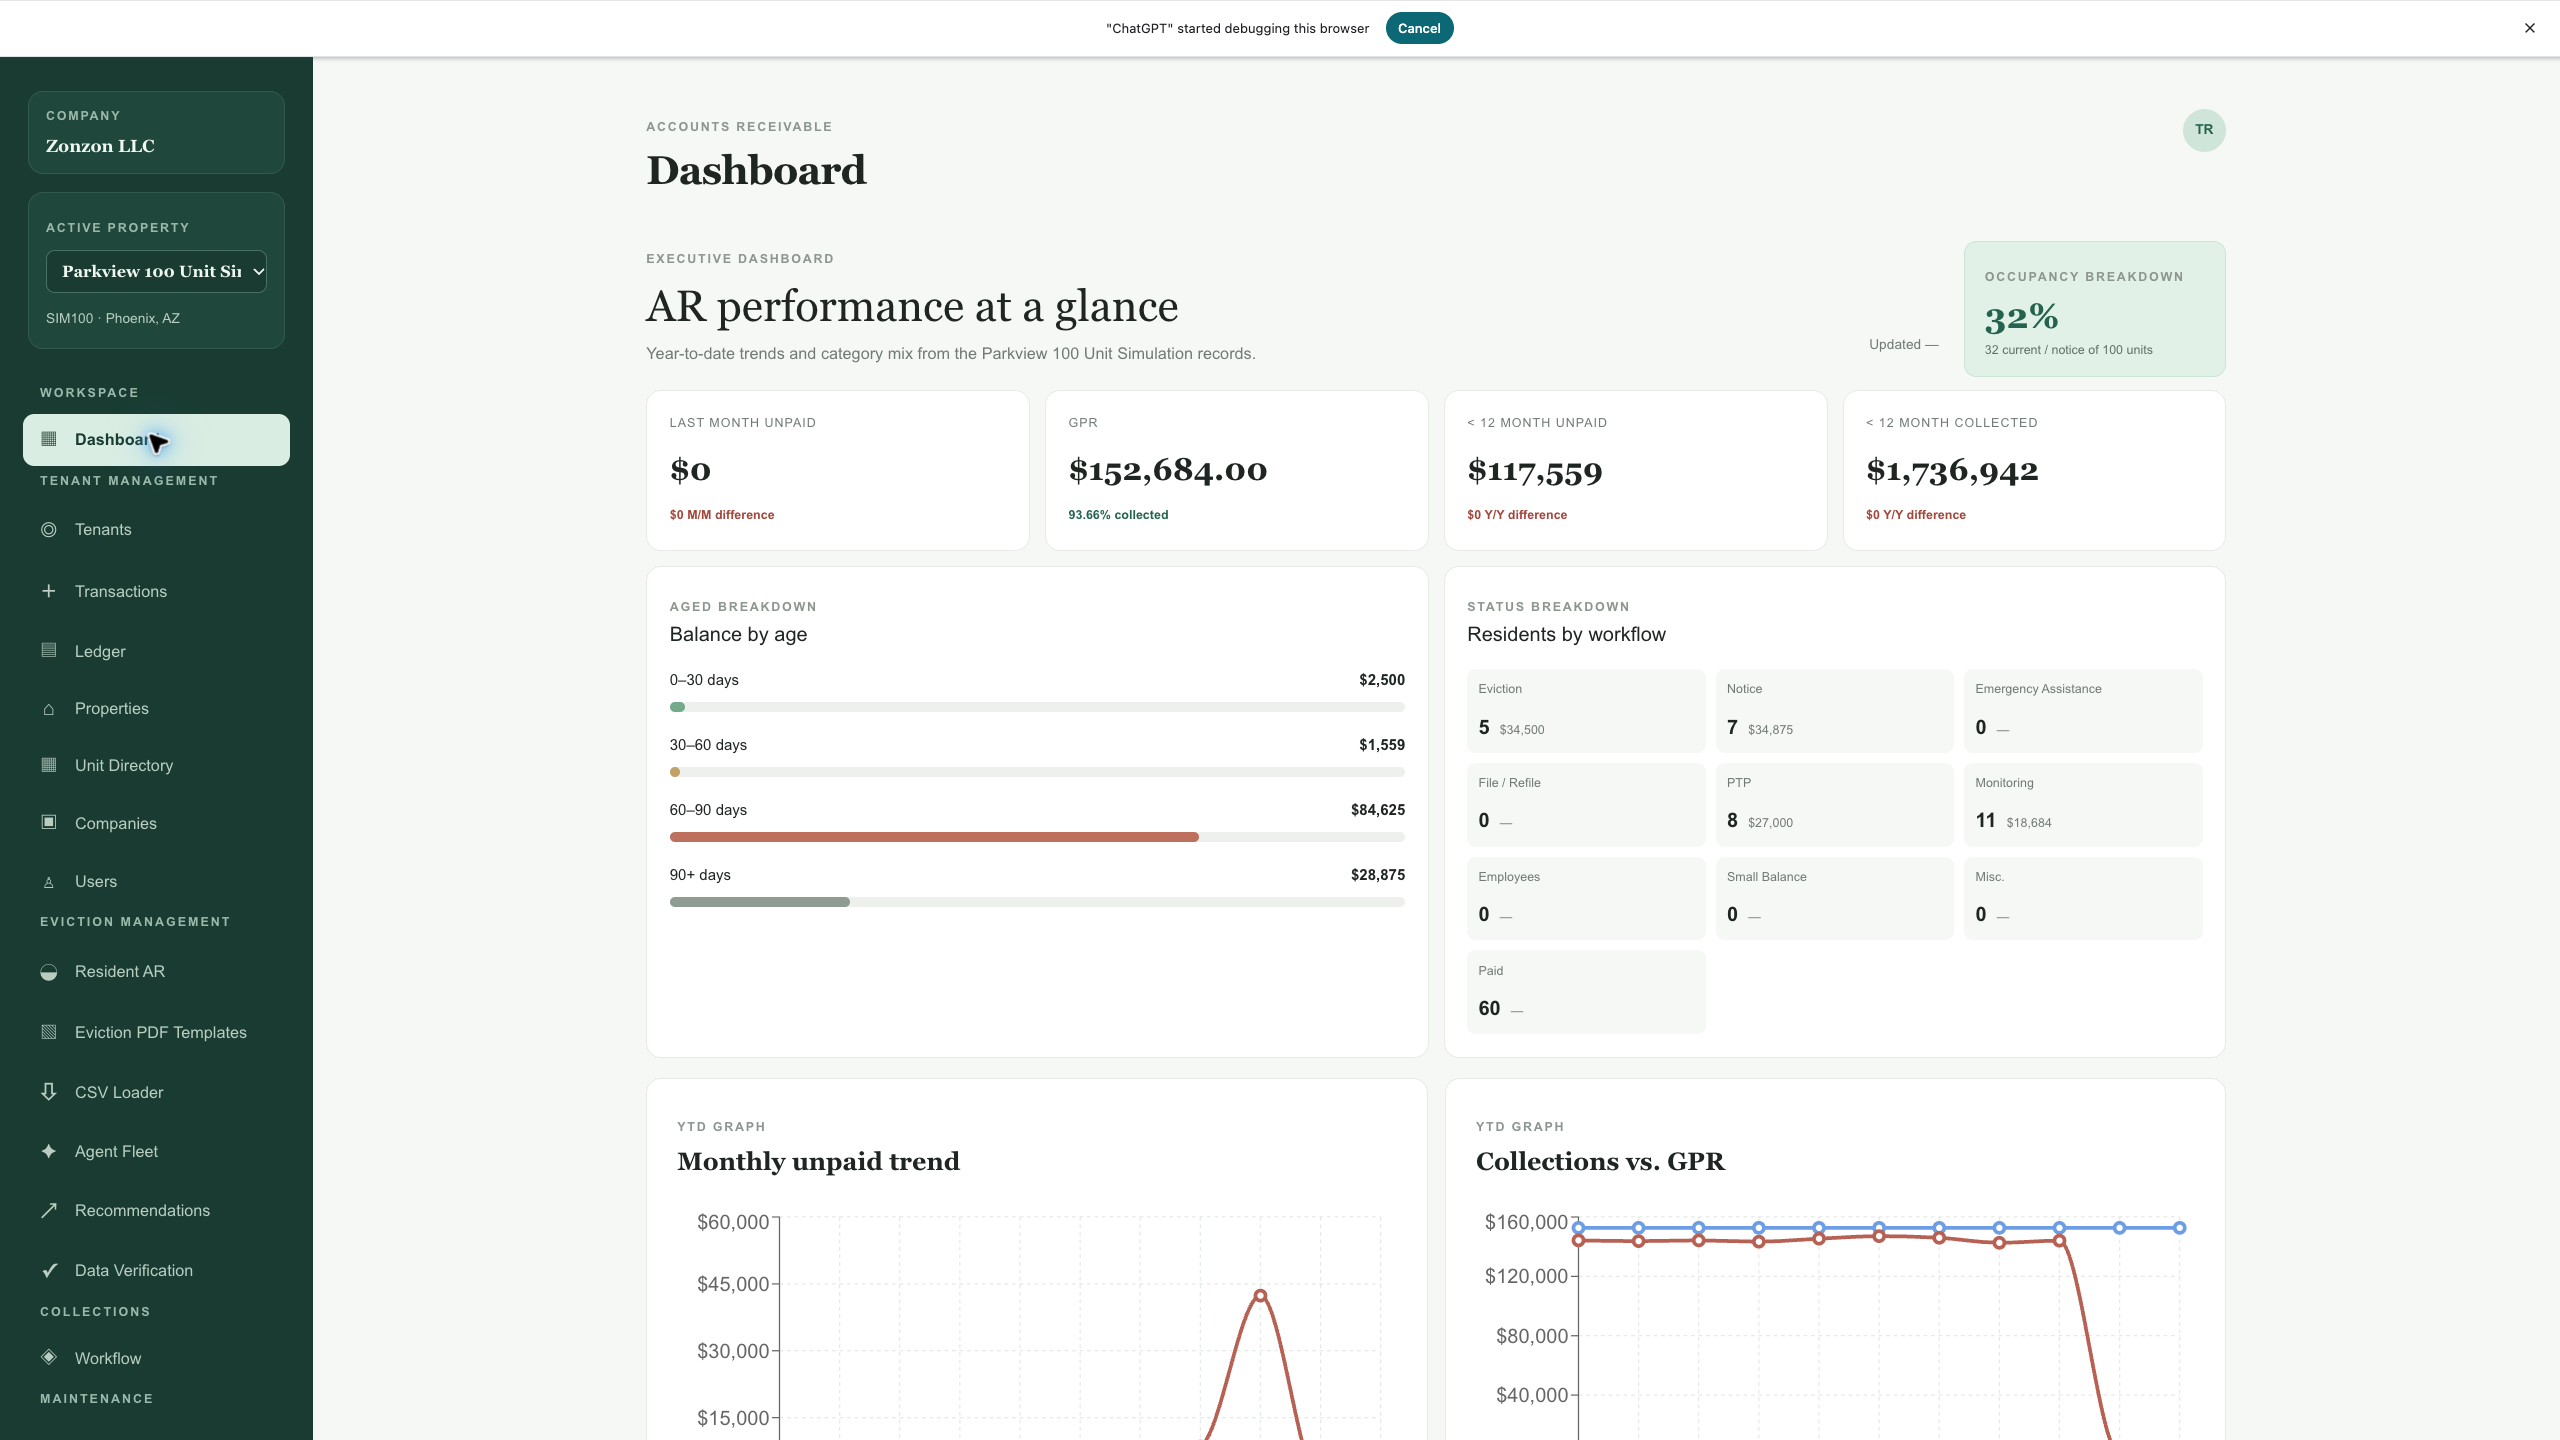 "ChatGPT" started debugging this browser
Cancel
COMPANY
Zonzon LLC
ACTIVE PROPERTY
Parkview 100 Unit Sir
SIM100 · Phoenix, AZ
WORKSPACE
Dashboard
TENANT MANAGEMENT
Tenants
Transactions
Ledger
Properties
Unit Directory
Companies
Users
EVICTION MANAGEMENT
Resident AR
Eviction PDF Templates
CSV Loader
Agent Fleet
Recommendations
Data Verification
COLLECTIONS
Workflow
MAINTENANCE
ACCOUNTS RECEIVABLE
Dashboard
TR
EXECUTIVE DASHBOARD
AR performance at a glance
Year-to-date trends and category mix from the Parkview 100 Unit Simulation records.
Updated —
OCCUPANCY BREAKDOWN
32%
32 current / notice of 100 units
LAST MONTH UNPAID
$0
$0 M/M difference
GPR
$152,684.00
93.66% collected
< 12 MONTH UNPAID
$117,559
$0 Y/Y difference
< 12 MONTH COLLECTED
$1,736,942
$0 Y/Y difference
AGED BREAKDOWN
Balance by age
0–30 days $2,500
30–60 days $1,559
60–90 days $84,625
90+ days $28,875
STATUS BREAKDOWN
Residents by workflow
Eviction
5 $34,500
Notice
7 $34,875
Emergency Assistance
0 —
File / Refile
0 —
PTP
8 $27,000
Monitoring
11 $18,684
Employees
0 —
Small Balance
0 —
Misc.
0 —
Paid
60 —
YTD GRAPH
Monthly unpaid trend
$60,000
$45,000
$30,000
$15,000
YTD GRAPH
Collections vs. GPR
$160,000
$120,000
$80,000
$40,000